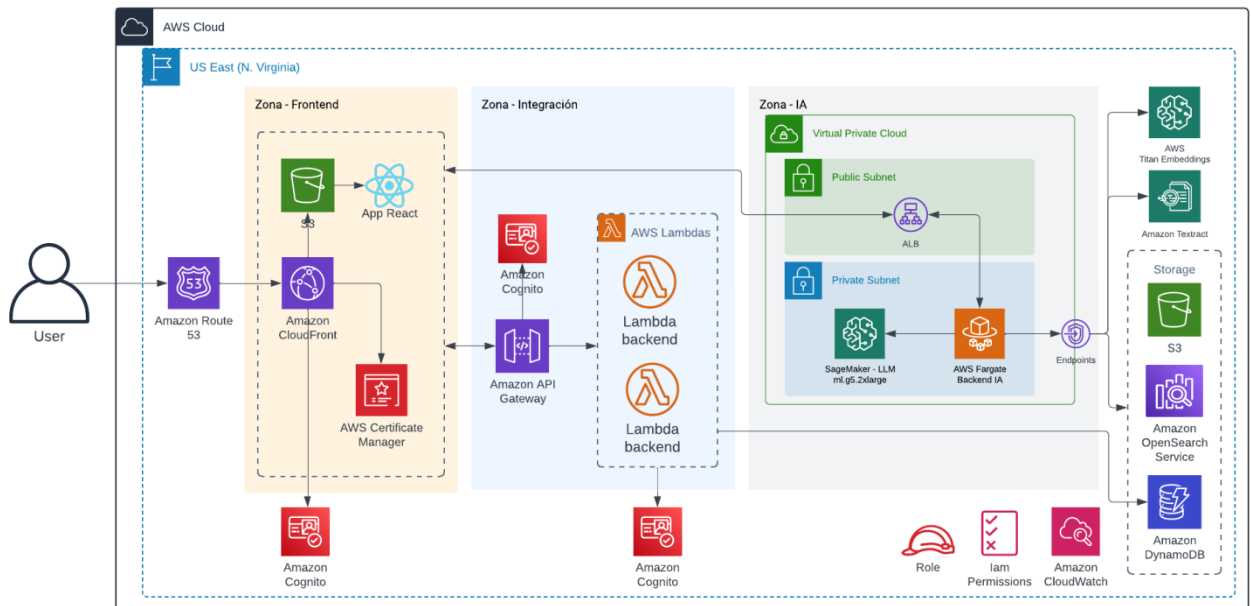 AWS Cloud
US East (N. Virginia)
Zona - Frontend
Zona - Integración
Zona - IA
User
53
Amazon Route
53
S3
App React
Amazon
CloudFront
AWS Certificate
Manager
Amazon
Cognito
Amazon
Cognito
Amazon API
Gateway
AWS Lambdas
Lambda
backend
Lambda
backend
Amazon
Cognito
Virtual Private Cloud
Public Subnet
ALB
Private Subnet
SageMaker - LLM
ml.g5.2xlarge
AWS Fargate
Backend IA
Endpoints
AWS
Titan Embeddings
Amazon Textract
Storage
S3
Amazon
OpenSearch
Service
Amazon
DynamoDB
Role
Iam
Permissions
Amazon
CloudWatch